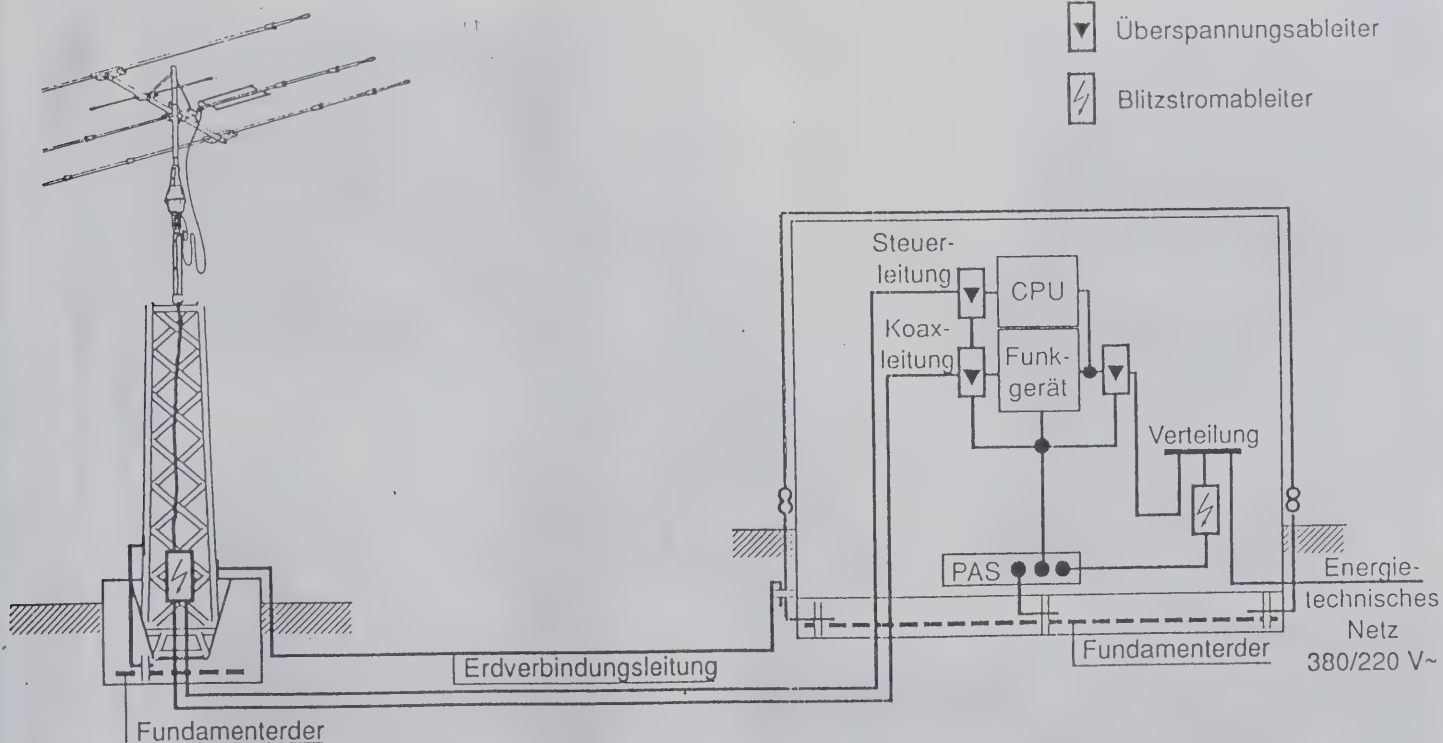 Überspannungsableiter
Blitzstromableiter
Steuer-
leitung
CPU
Koax-
leitung
Funk-
gerät
Verteilung
PAS
Energie-
technisches
Netz
380/220 V~
Fundamenterder
Erdverbindungsleitung
Fundamenterder